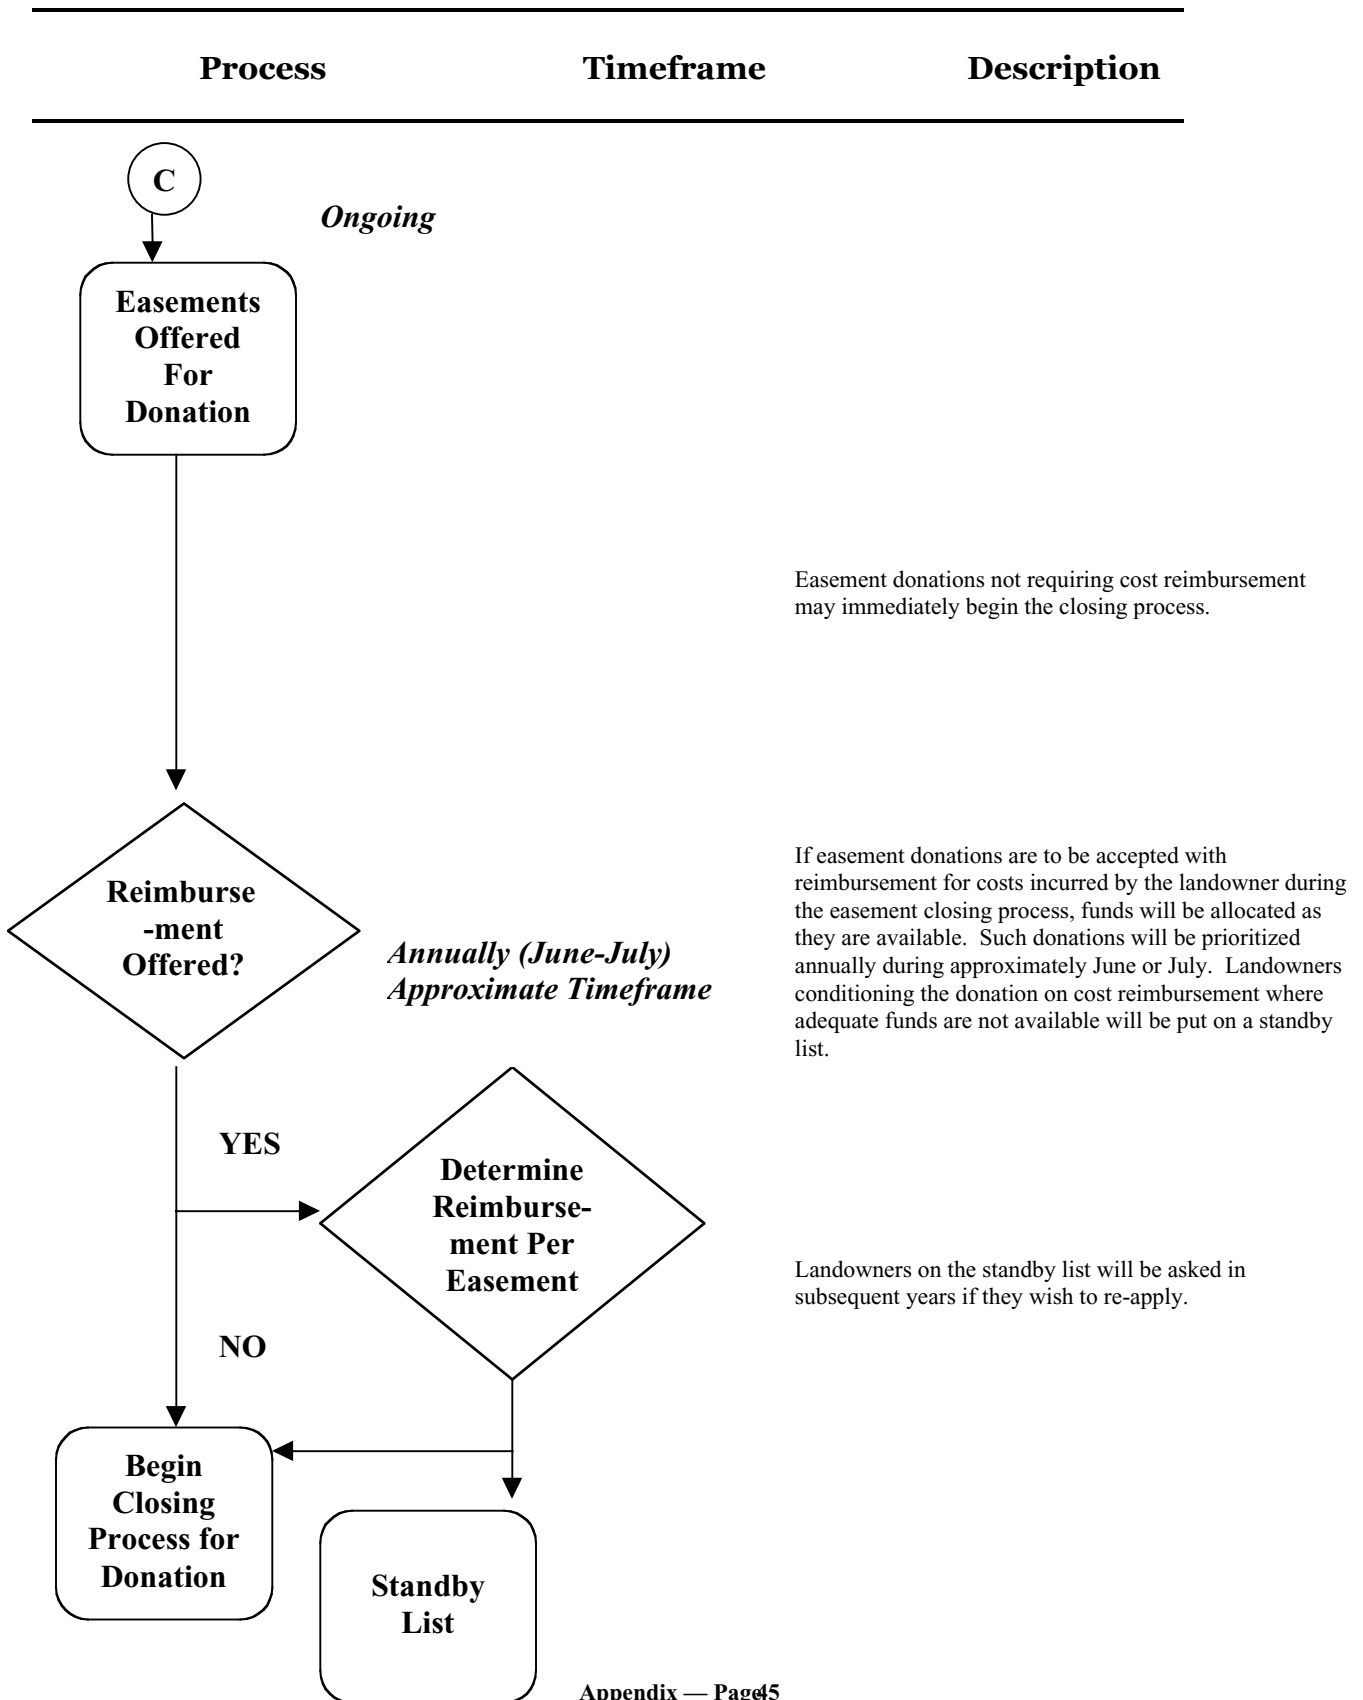 Process Timeframe Description
C
Ongoing
Easements
Offered
For
Donation
Easement donations not requiring cost reimbursement
may immediately begin the closing process.
Reimburse
-ment
Offered?
Annually (June-July)
Approximate Timeframe
If easement donations are to be accepted with
reimbursement for costs incurred by the landowner during
the easement closing process, funds will be allocated as
they are available.  Such donations will be prioritized
annually during approximately June or July.  Landowners
conditioning the donation on cost reimbursement where
adequate funds are not available will be put on a standby
list.
YES
Determine
Reimburse-
ment Per
Easement
Landowners on the standby list will be asked in
subsequent years if they wish to re-apply.
NO
Begin
Closing
Process for
Donation
Standby
List
Appendix — Page45